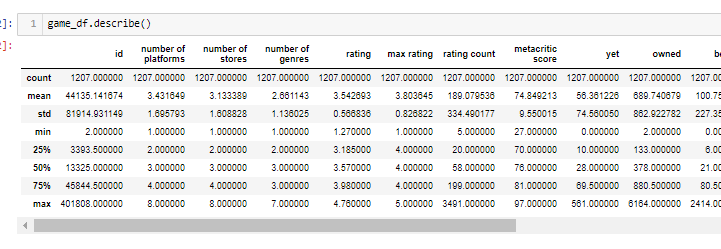 2]: 1 game_df.describe()
2]:
id number of platforms number of stores number of genres rating max rating rating count metacritic score yet owned be
count 1207.000000 1207.000000 1207.000000 1207.000000 1207.000000 1207.000000 1207.000000 1207.000000 1207.000000 1207.000000 1207.00
mean 44135.141674 3.431649 3.133389 2.661143 3.542693 3.803645 189.079536 74.849213 56.361226 689.740679 100.75
std 81914.931149 1.695793 1.608828 1.136025 0.566836 0.826822 334.490177 9.550015 74.560050 862.922782 227.35
min 2.000000 1.000000 1.000000 1.000000 1.270000 1.000000 5.000000 27.000000 0.000000 2.000000 0.00
25% 3393.500000 2.000000 2.000000 2.000000 3.185000 4.000000 20.000000 70.000000 10.000000 133.000000 6.00
50% 13325.000000 3.000000 3.000000 3.000000 3.570000 4.000000 58.000000 76.000000 28.000000 378.000000 21.00
75% 45844.500000 4.000000 4.000000 3.000000 3.980000 4.000000 199.000000 81.000000 69.500000 880.500000 80.50
max 401808.000000 8.000000 8.000000 7.000000 4.760000 5.000000 3491.000000 97.000000 561.000000 6164.000000 2414.00